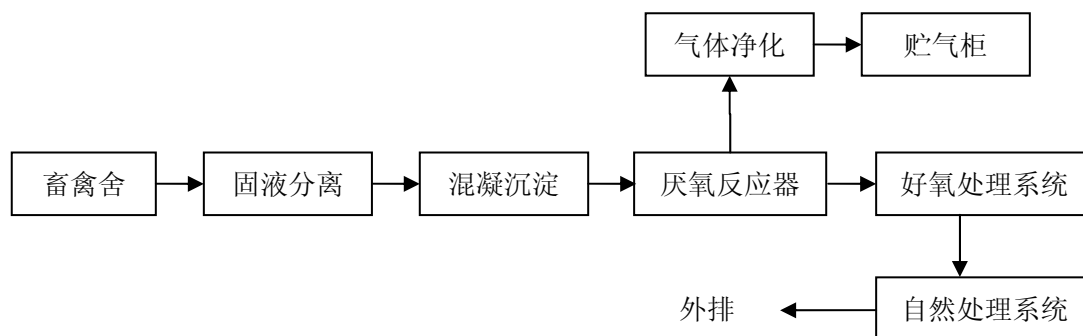 气体净化
贮气柜
畜禽舍
固液分离
混凝沉淀
厌氧反应器
好氧处理系统
外排
自然处理系统